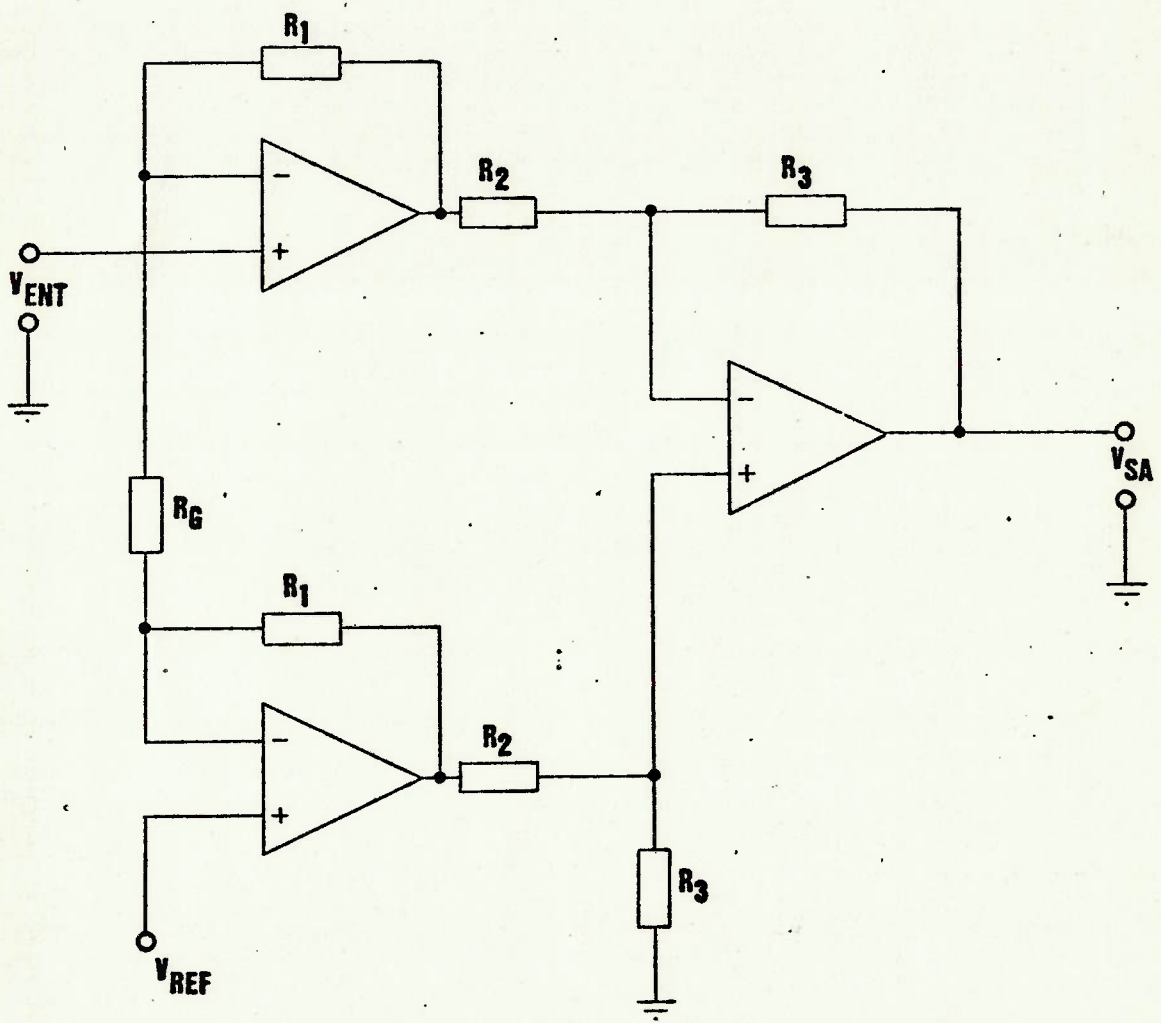 R1
R2
R3
-
+
VENT
-
+
VSA
RG
R1
R2
-
+
R3
VREF